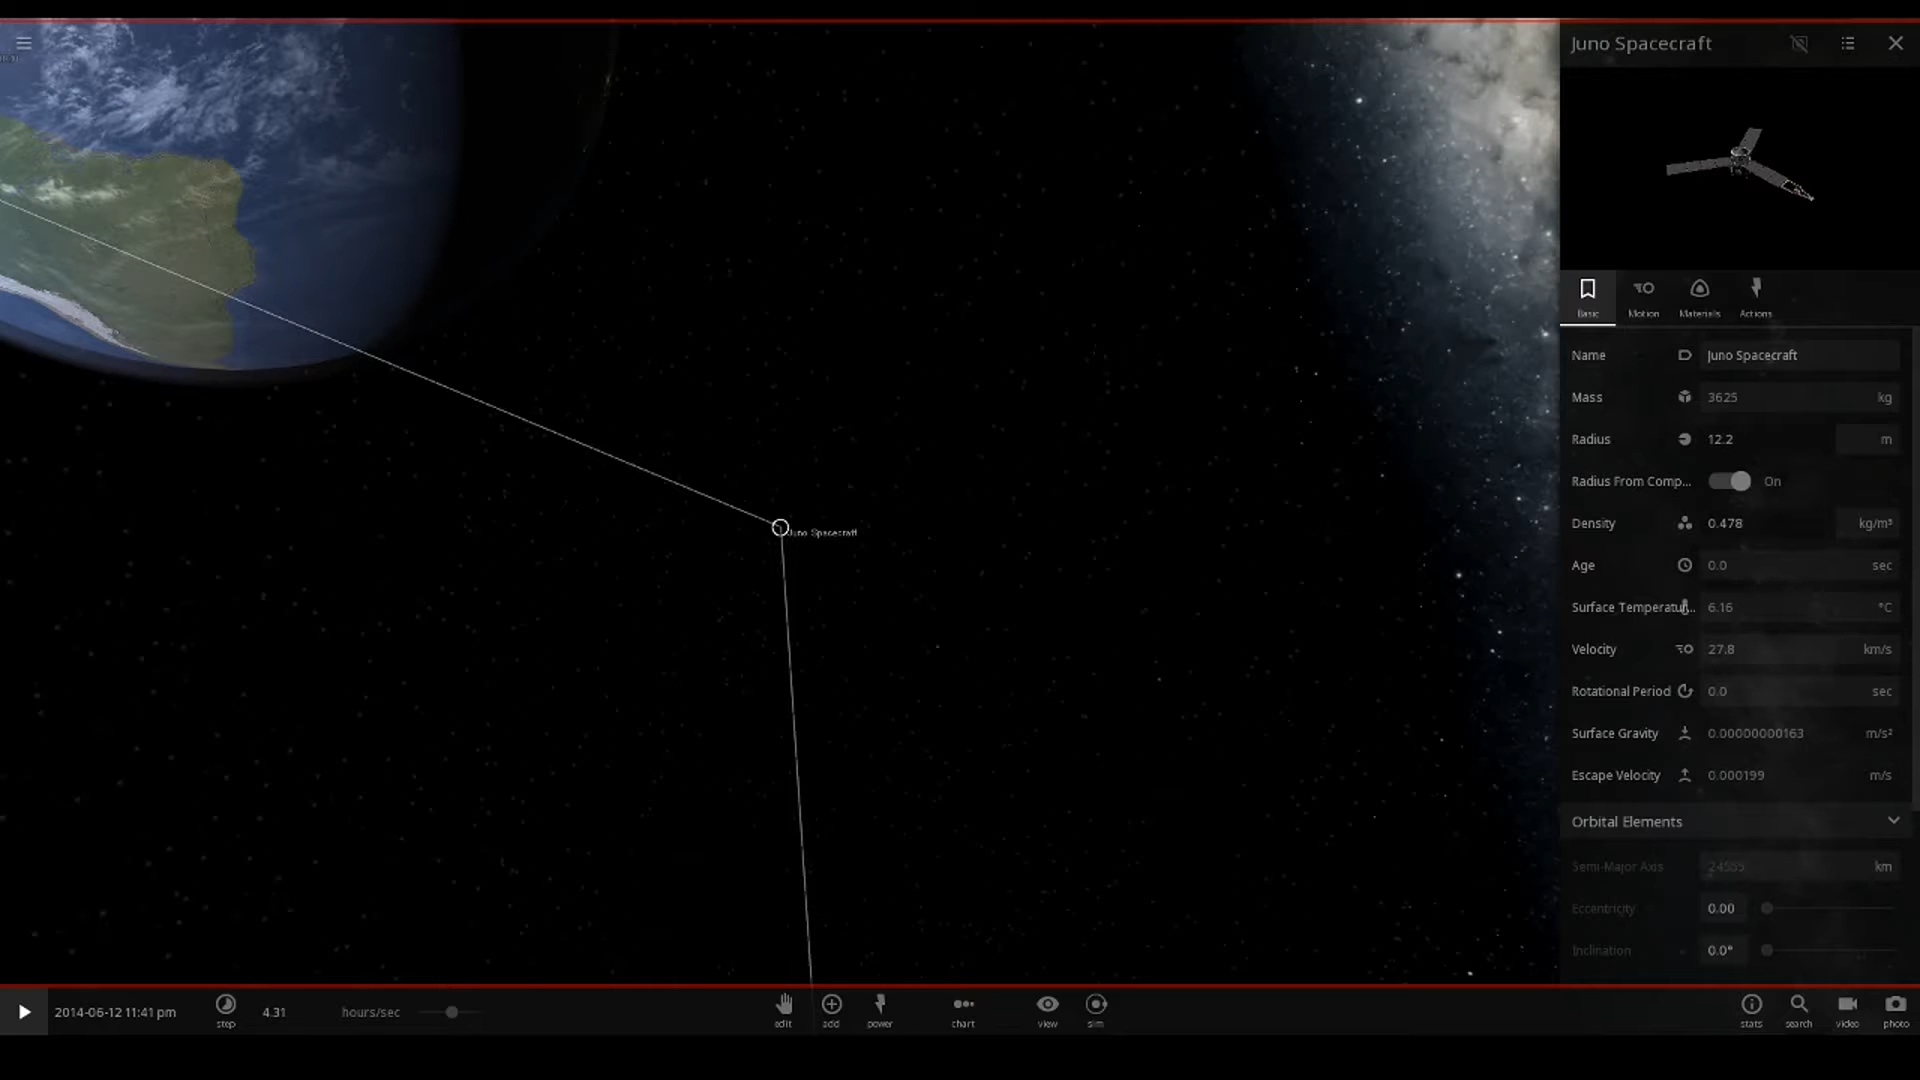 Juno Spacecraft
Basic
Motion
Materials
Actions
Name Juno Spacecraft
Mass 3625 kg
Radius 12.2 m
Radius From Comp... On
Density 0.478 kg/m³
Age 0.0 sec
Surface Temperatur... 6.16 °C
Velocity 27.8 km/s
Rotational Period 0.0 sec
Surface Gravity 0.00000000163 m/s²
Escape Velocity 0.000199 m/s
Orbital Elements
Semi-Major Axis 24555 km
Eccentricity 0.00
Inclination 0.0°
Juno Spacecraft
2014-06-12 11:41 pm
step
4.31 hours/sec
edit
add
power
chart
view
sim
stats
search
video
photo